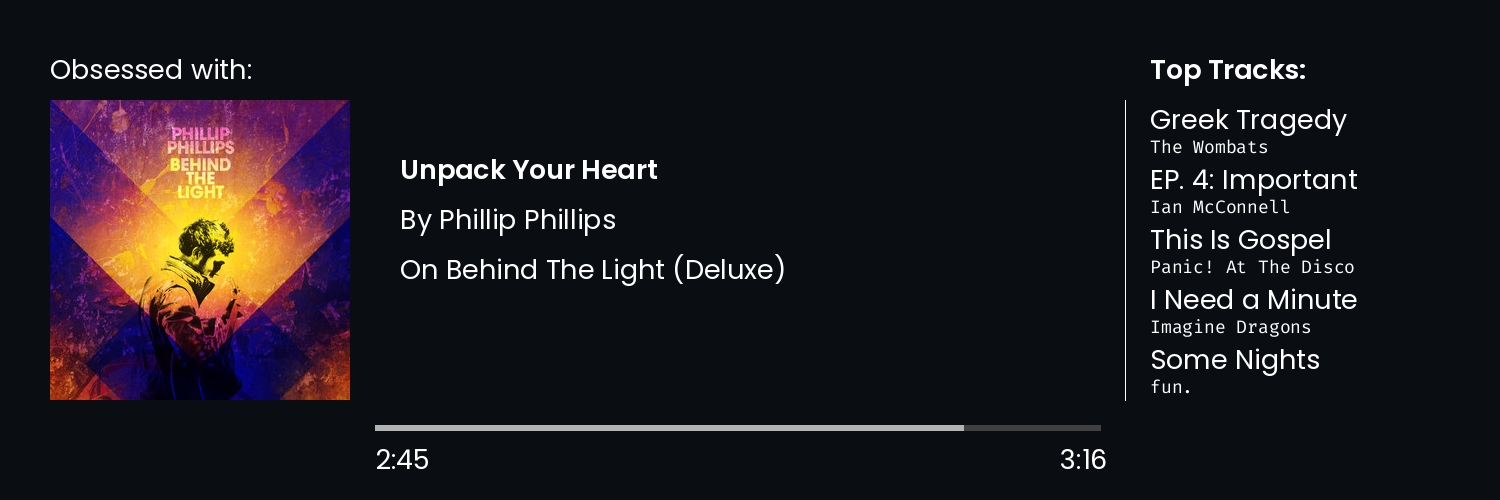 Obsessed with:
PHILLIP
PHILLIPS
BEHIND
THE
LIGHT
Unpack Your Heart
By Phillip Phillips
On Behind The Light (Deluxe)
2:45
3:16
Top Tracks:
Greek Tragedy
The Wombats
EP. 4: Important
Ian McConnell
This Is Gospel
Panic! At The Disco
I Need a Minute
Imagine Dragons
Some Nights
fun.